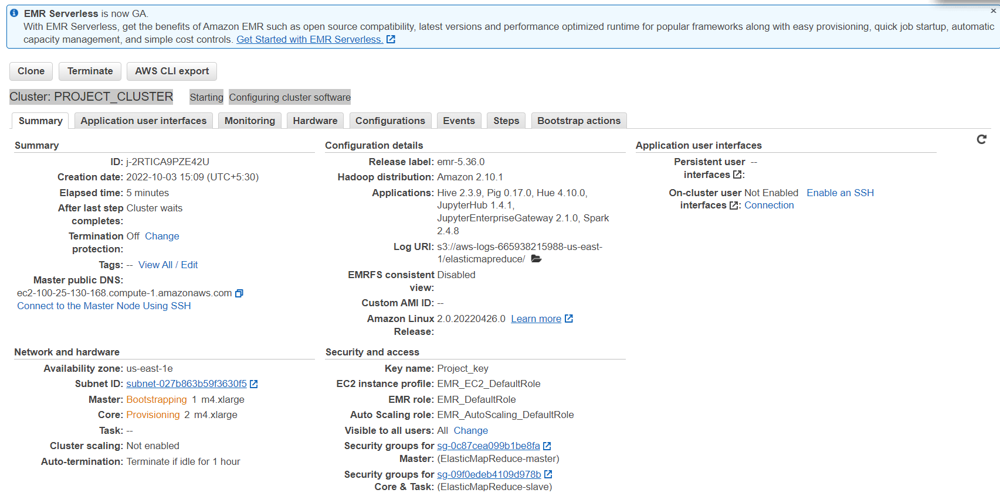 EMR Serverless is now GA.
With EMR Serverless, get the benefits of Amazon EMR such as open source compatibility, latest versions and performance optimized runtime for popular frameworks along with easy provisioning, quick job startup, automatic
capacity management, and simple cost controls. Get Started with EMR Serverless.
Clone Terminate AWS CLI export
Cluster: PROJECT_CLUSTER Starting Configuring cluster software
Summary Application user interfaces Monitoring Hardware Configurations Events Steps Bootstrap actions
Summary
ID: j-2RTICA9PZE42U
Creation date: 2022-10-03 15:09 (UTC+5:30)
Elapsed time: 5 minutes
After last step Cluster waits
completes:
Termination Off Change
protection:
Tags: -- View All / Edit
Master public DNS:
ec2-100-25-130-168.compute-1.amazonaws.com
Connect to the Master Node Using SSH
Configuration details
Release label: emr-5.36.0
Hadoop distribution: Amazon 2.10.1
Applications: Hive 2.3.9, Pig 0.17.0, Hue 4.10.0,
JupyterHub 1.4.1,
JupyterEnterpriseGateway 2.1.0, Spark
2.4.8
Log URI: s3://aws-logs-665938215988-us-east-
1/elasticmapreduce/
EMRFS consistent Disabled
view:
Custom AMI ID: --
Amazon Linux 2.0.20220426.0 Learn more
Release:
Application user interfaces
Persistent user --
interfaces :
On-cluster user Not Enabled Enable an SSH
interfaces : Connection
Network and hardware
Availability zone: us-east-1e
Subnet ID: subnet-027b863b59f3630f5
Master: Bootstrapping 1 m4.xlarge
Core: Provisioning 2 m4.xlarge
Task: --
Cluster scaling: Not enabled
Auto-termination: Terminate if idle for 1 hour
Security and access
Key name: Project_key
EC2 instance profile: EMR_EC2_DefaultRole
EMR role: EMR_DefaultRole
Auto Scaling role: EMR_AutoScaling_DefaultRole
Visible to all users: All Change
Security groups for sg-0c87cea099b1be8fa
Master: (ElasticMapReduce-master)
Security groups for sg-09f0edeb4109d978b
Core & Task: (ElasticMapReduce-slave)